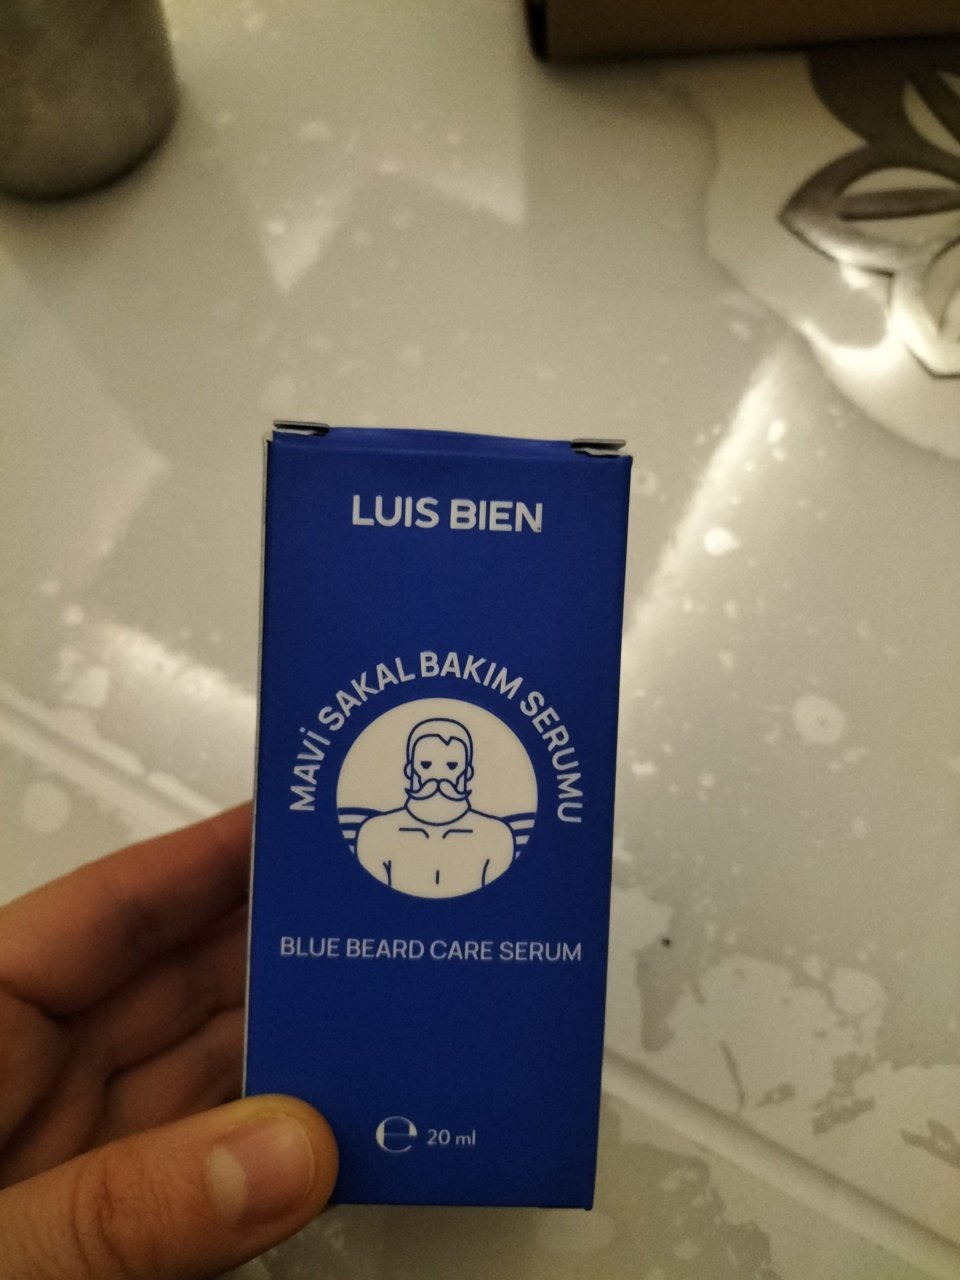 LUIS BIEN
MAVİ SAKAL BAKIM SERUMU
BLUE BEARD CARE SERUM
℮ 20 ml